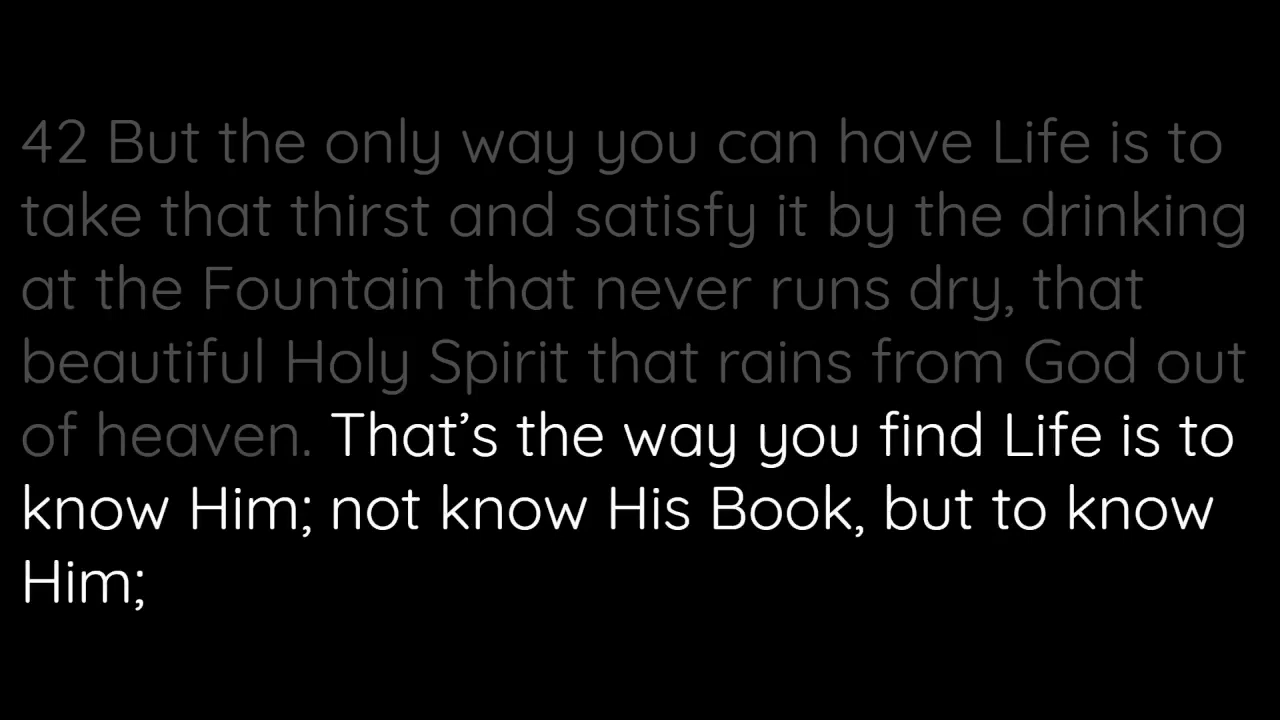 42 But the only way you can have Life is to
take that thirst and satisfy it by the drinking
at the Fountain that never runs dry, that
beautiful Holy Spirit that rains from God out
of heaven. That’s the way you find Life is to
know Him; not know His Book, but to know
Him;